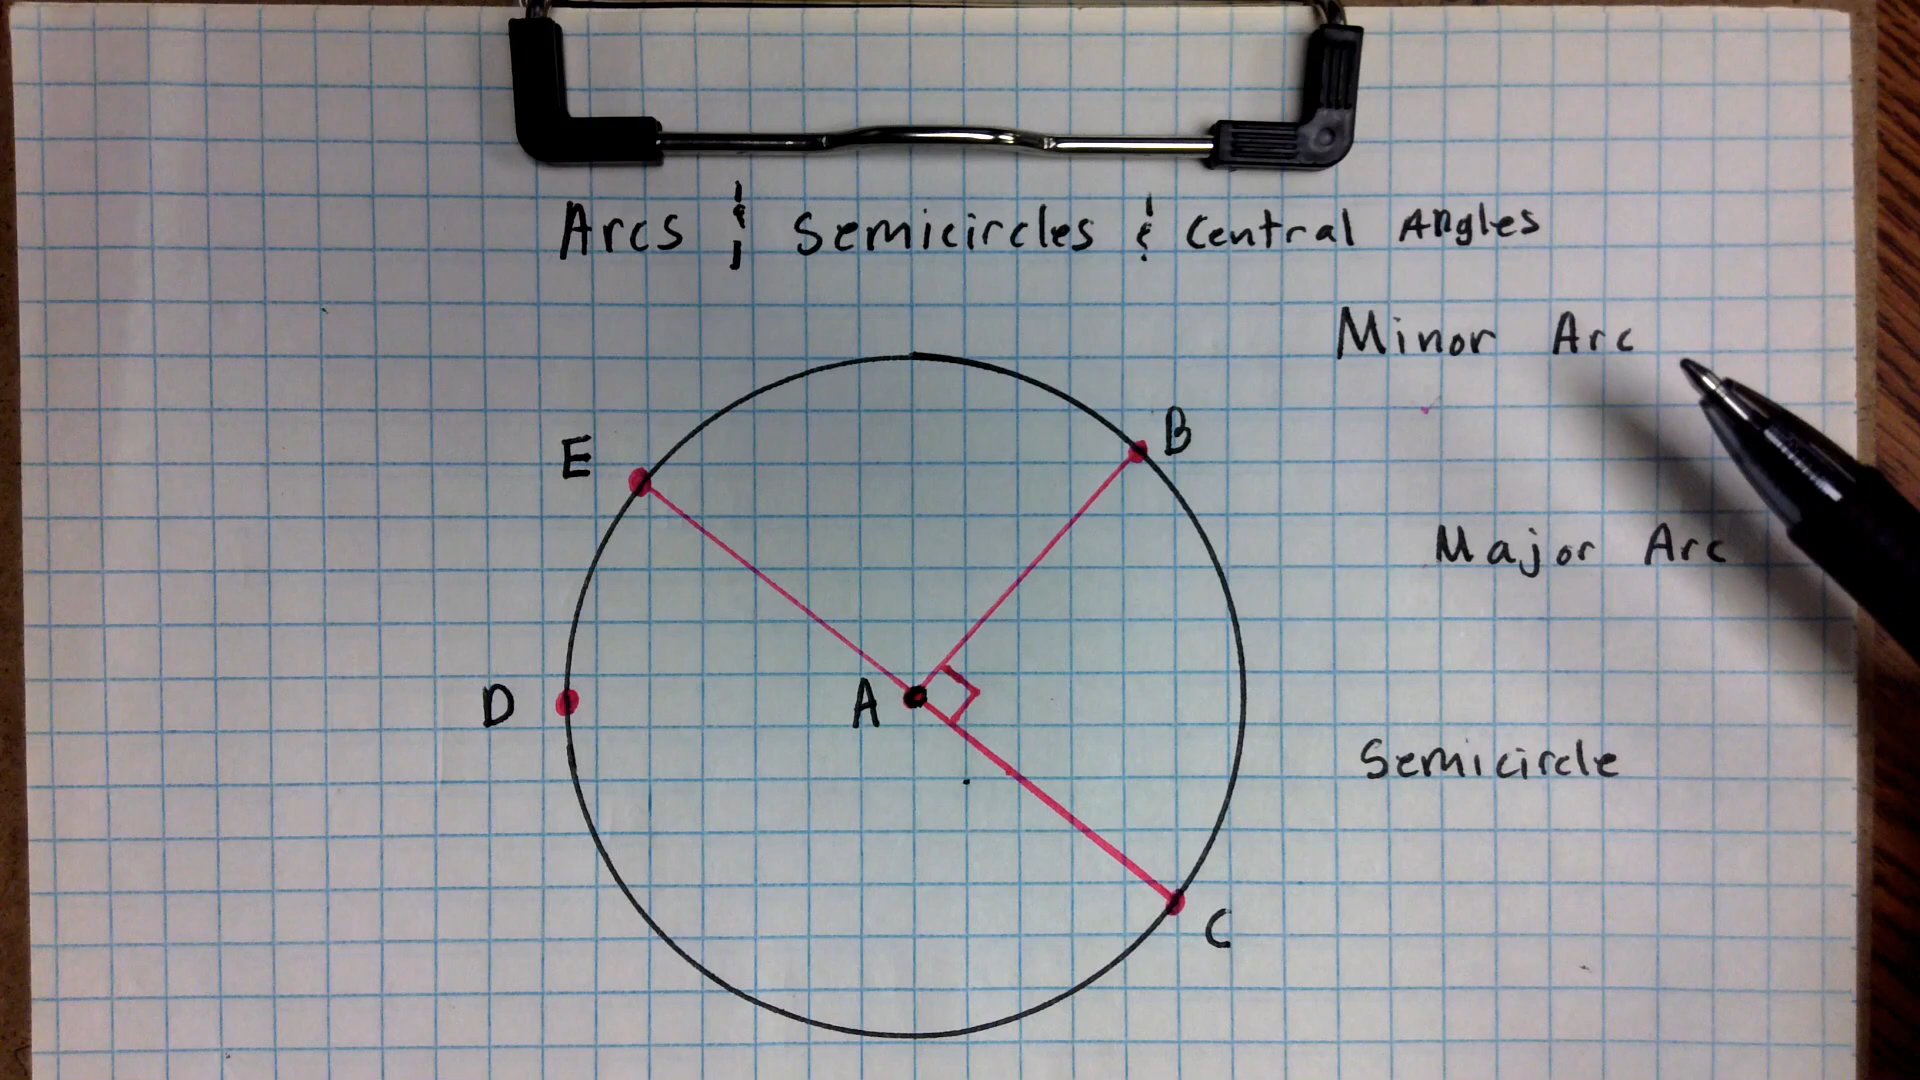 Arcs & Semicircles & Central Angles
Minor Arc
B
E
Major Arc
D
A
Semicircle
C